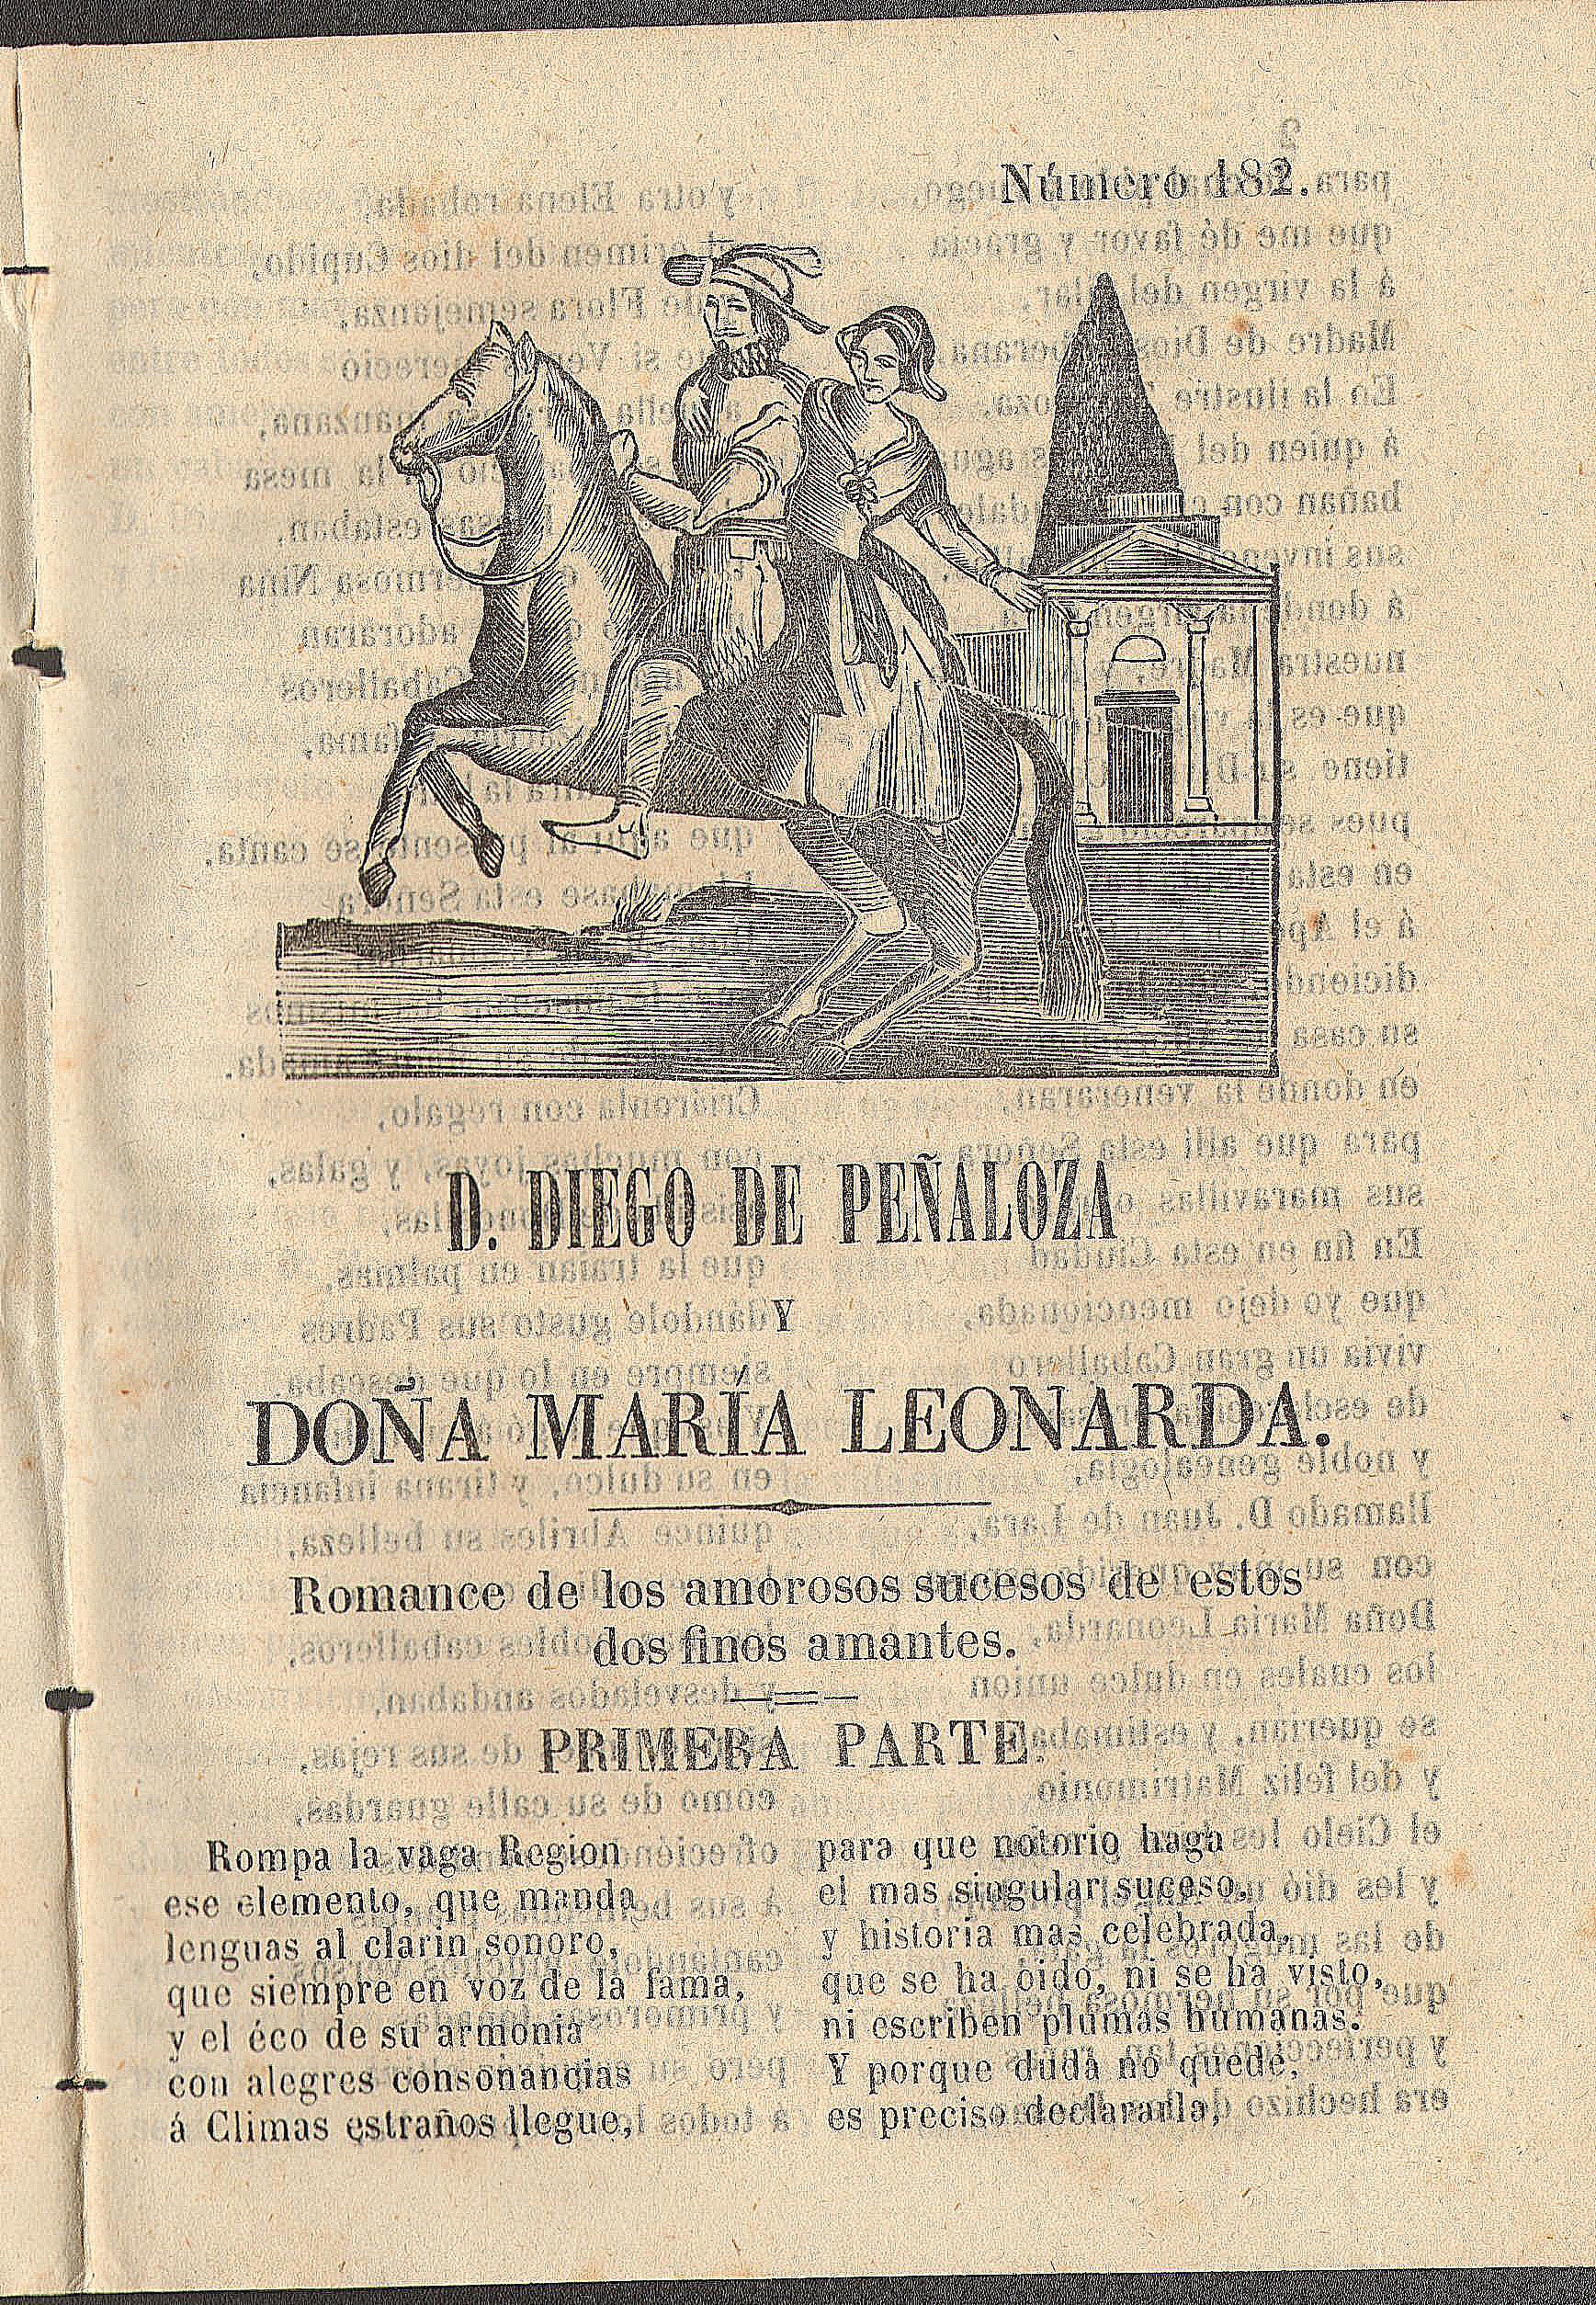 Número 182.
D. DIEGO DE PEÑALOZA
Y
DOÑA MARÍA LEONARDA.
Romance de los amorosos sucesos de estos
dos finos amantes.
PRIMERA PARTE.
Rompa la vaga Region
ese elemento, que manda
lenguas al clarin sonoro,
que siempre en voz de la fama,
y el éco de su armonia
con alegres consonancias
á Climas estraños llegue,
para que notorio haga
el mas singular suceso,
y historia mas celebrada,
que se ha oido, ni se ha visto,
ni escriben plumas humanas.
Y porque duda no quede,
es preciso declararla,